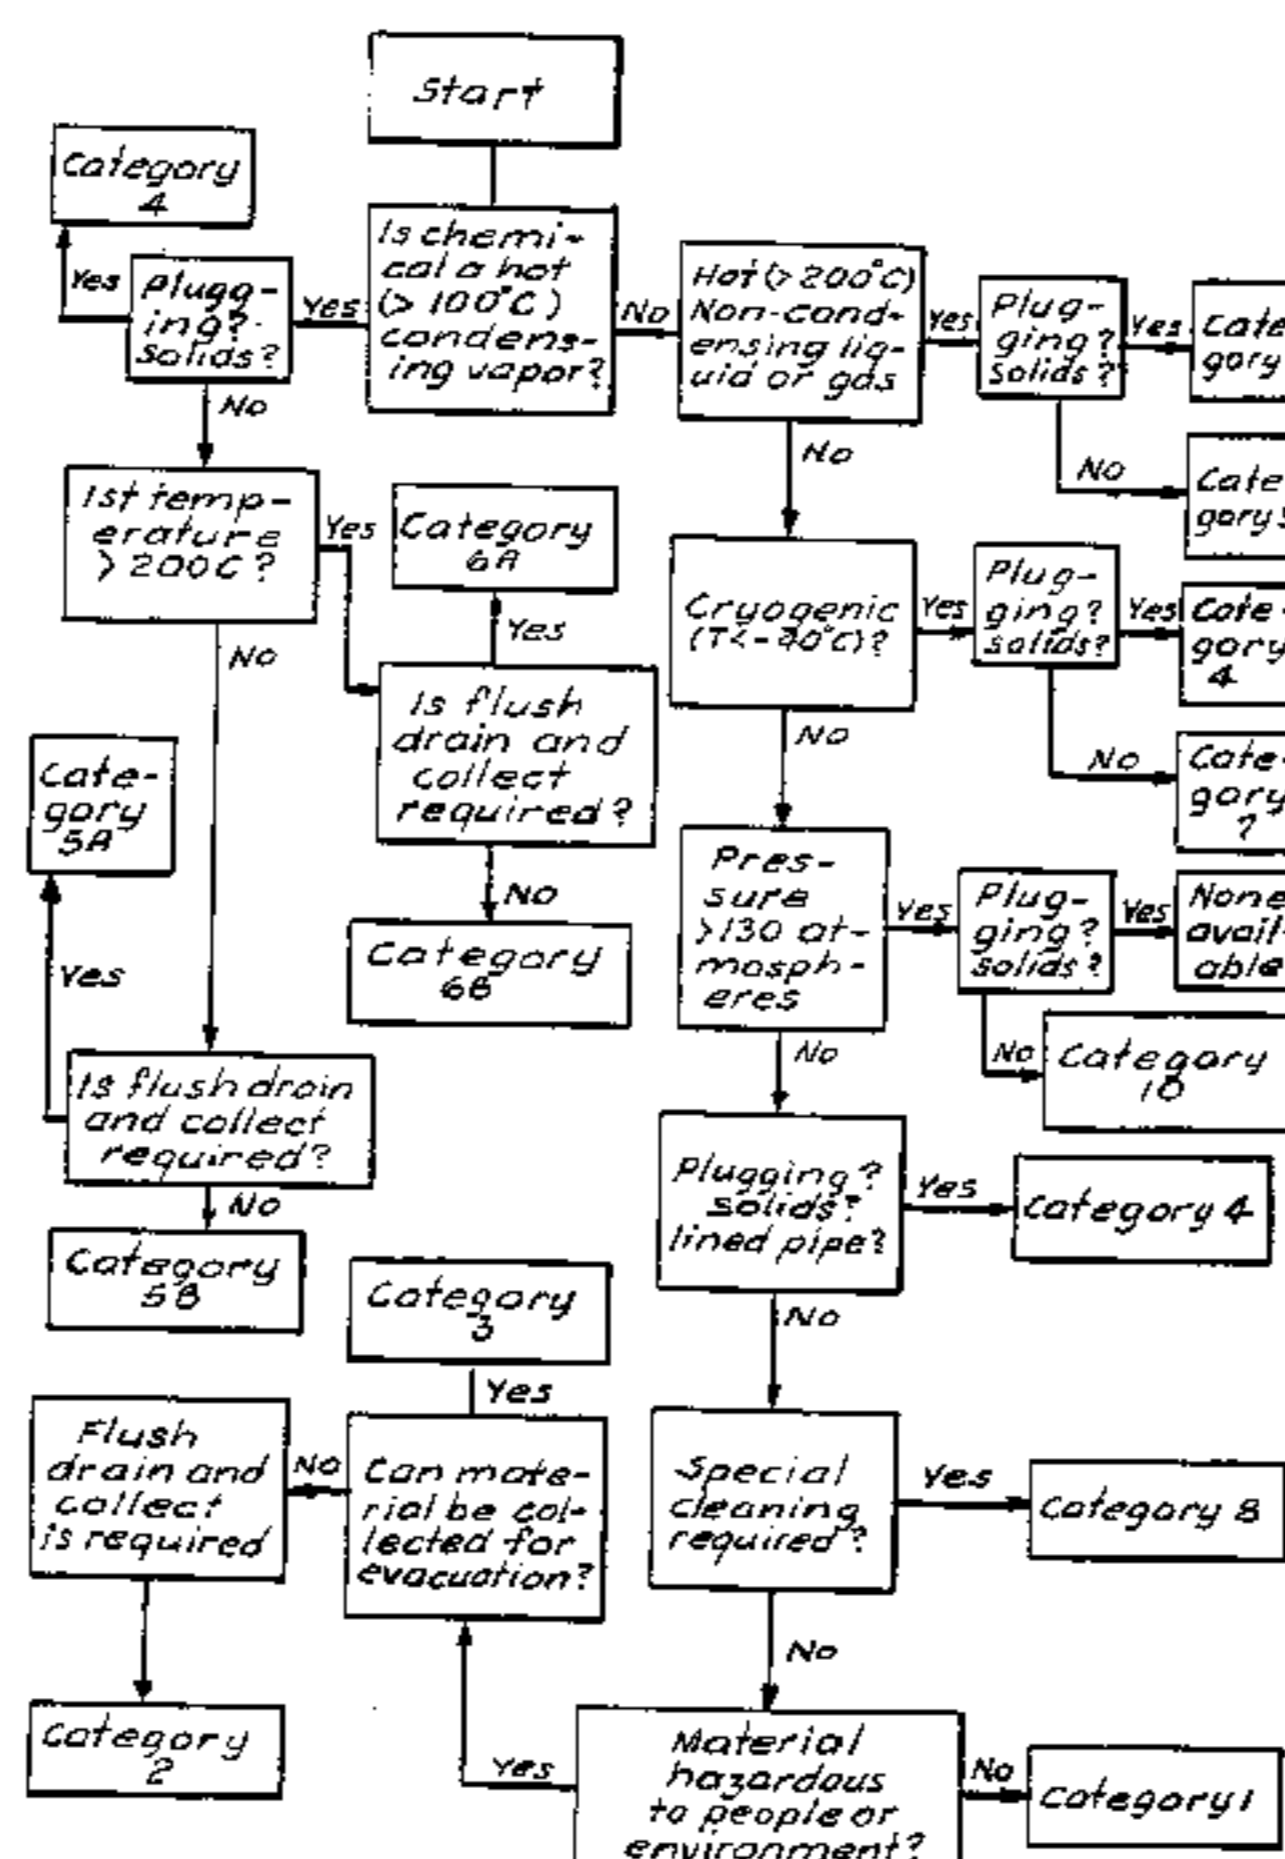 Start
Category
4
Yes
Plugg-
ing?
solids?
Yes
Is chemi-
cal a hot
(> 100°C)
condens-
ing vapor?
No
Hot (> 200°C)
Non-cond-
ensing liq-
uid or gas
Yes
Plug-
ging?
solids?
Yes
Cate
gory
No
No
No
Cate
gory
1st temp-
erature
> 200C?
Yes
Category
6A
Yes
Cryogenic
Yes
Plug-
ging?
solids?
Yes
Cate-
gory
4
No
Is flush
drain and
collect
required?
No
No
Cate-
gory
7
Cate-
gory
5A
Yes
No
Category
6B
Pres-
sure
>130 at-
mosph-
eres
Yes
Plug-
ging?
solids?
Yes
None
avail-
able
No
No
Category
10
Is flush drain
and collect
required?
No
Category
5B
Plugging?
solids?
lined pipe?
Yes
Category 4
No
Category
3
Yes
Flush
drain and
collect
is required
No
Can mate-
rial be col-
lected for
evacuation?
Special
cleaning
required?
Yes
Category 8
No
Category
2
Yes
Material
hazardous
to people or
environment?
No
Category 1